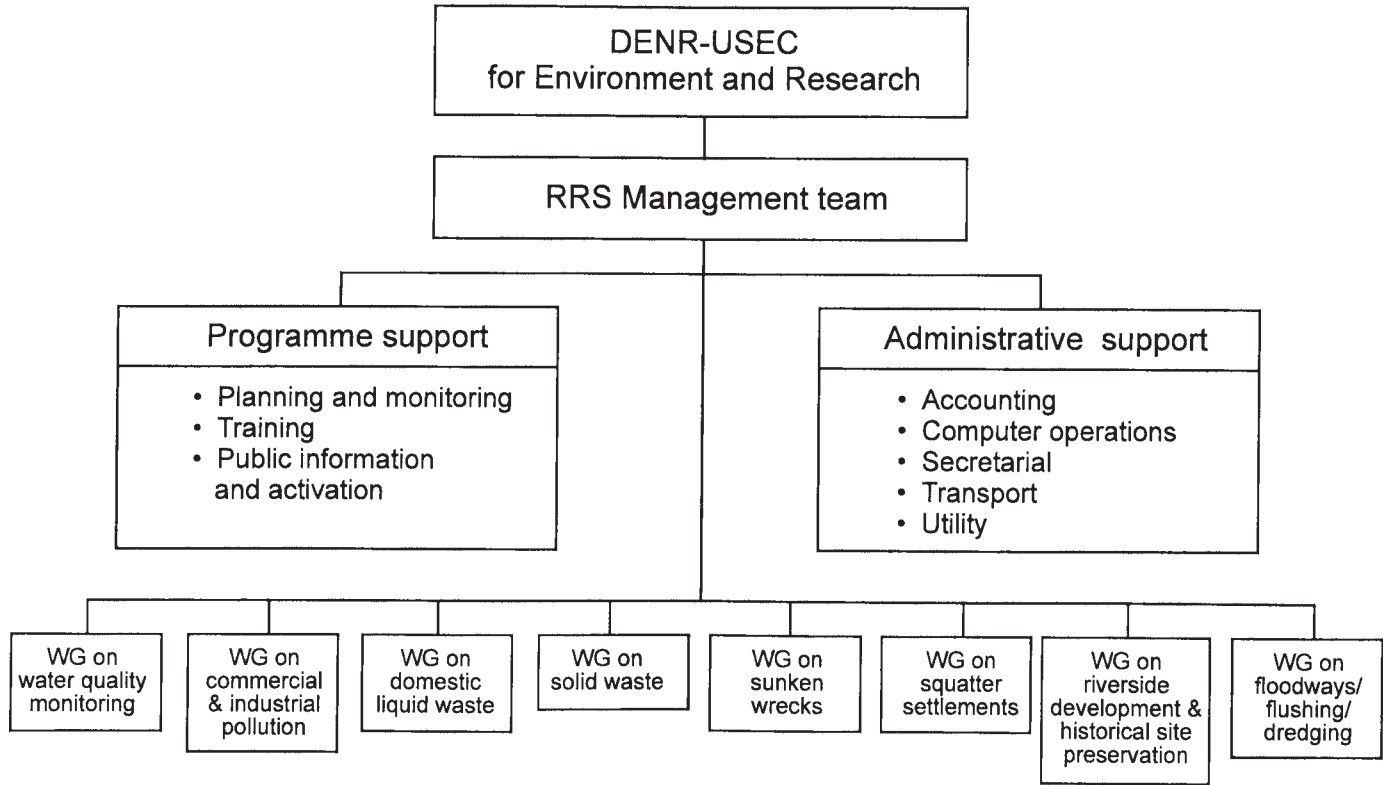 DENR-USEC
for Environment and Research
RRS Management team
Programme support
• Planning and monitoring
• Training
• Public information
and activation
Administrative support
• Accounting
• Computer operations
• Secretarial
• Transport
• Utility
WG on
water quality
monitoring
WG on
commercial
& industrial
pollution
WG on
domestic
liquid waste
WG on
solid waste
WG on
sunken
wrecks
WG on
squatter
settlements
WG on
riverside
development &
historical site
preservation
WG on
floodways/
flushing/
dredging